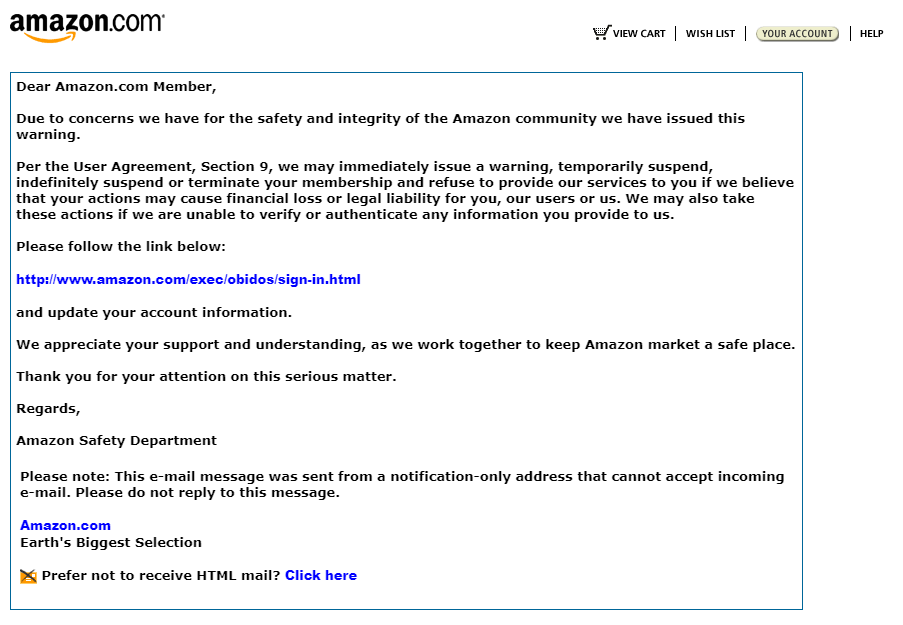 amazon.com
VIEW CART | WISH LIST | YOUR ACCOUNT | HELP
Dear Amazon.com Member,
Due to concerns we have for the safety and integrity of the Amazon community we have issued this
warning.
Per the User Agreement, Section 9, we may immediately issue a warning, temporarily suspend,
indefinitely suspend or terminate your membership and refuse to provide our services to you if we believe
that your actions may cause financial loss or legal liability for you, our users or us. We may also take
these actions if we are unable to verify or authenticate any information you provide to us.
Please follow the link below:
http://www.amazon.com/exec/obidos/sign-in.html
and update your account information.
We appreciate your support and understanding, as we work together to keep Amazon market a safe place.
Thank you for your attention on this serious matter.
Regards,
Amazon Safety Department
Please note: This e-mail message was sent from a notification-only address that cannot accept incoming
e-mail. Please do not reply to this message.
Amazon.com
Earth's Biggest Selection
Prefer not to receive HTML mail? Click here